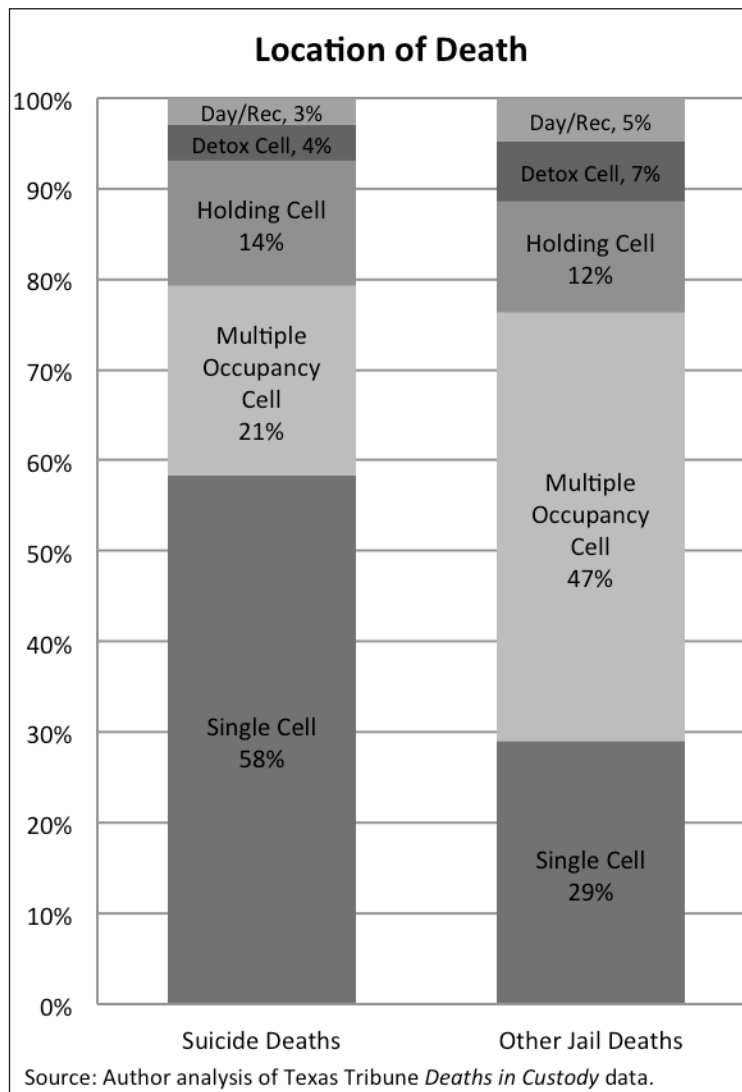 Location of Death
100%
90%
80%
70%
60%
50%
40%
30%
20%
10%
0%
Day/Rec, 3%
Detox Cell, 4%
Holding Cell
14%
Multiple
Occupancy
Cell
21%
Single Cell
58%
Day/Rec, 5%
Detox Cell, 7%
Holding Cell
12%
Multiple
Occupancy
Cell
47%
Single Cell
29%
Suicide Deaths
Other Jail Deaths
Source: Author analysis of Texas Tribune Deaths in Custody data.